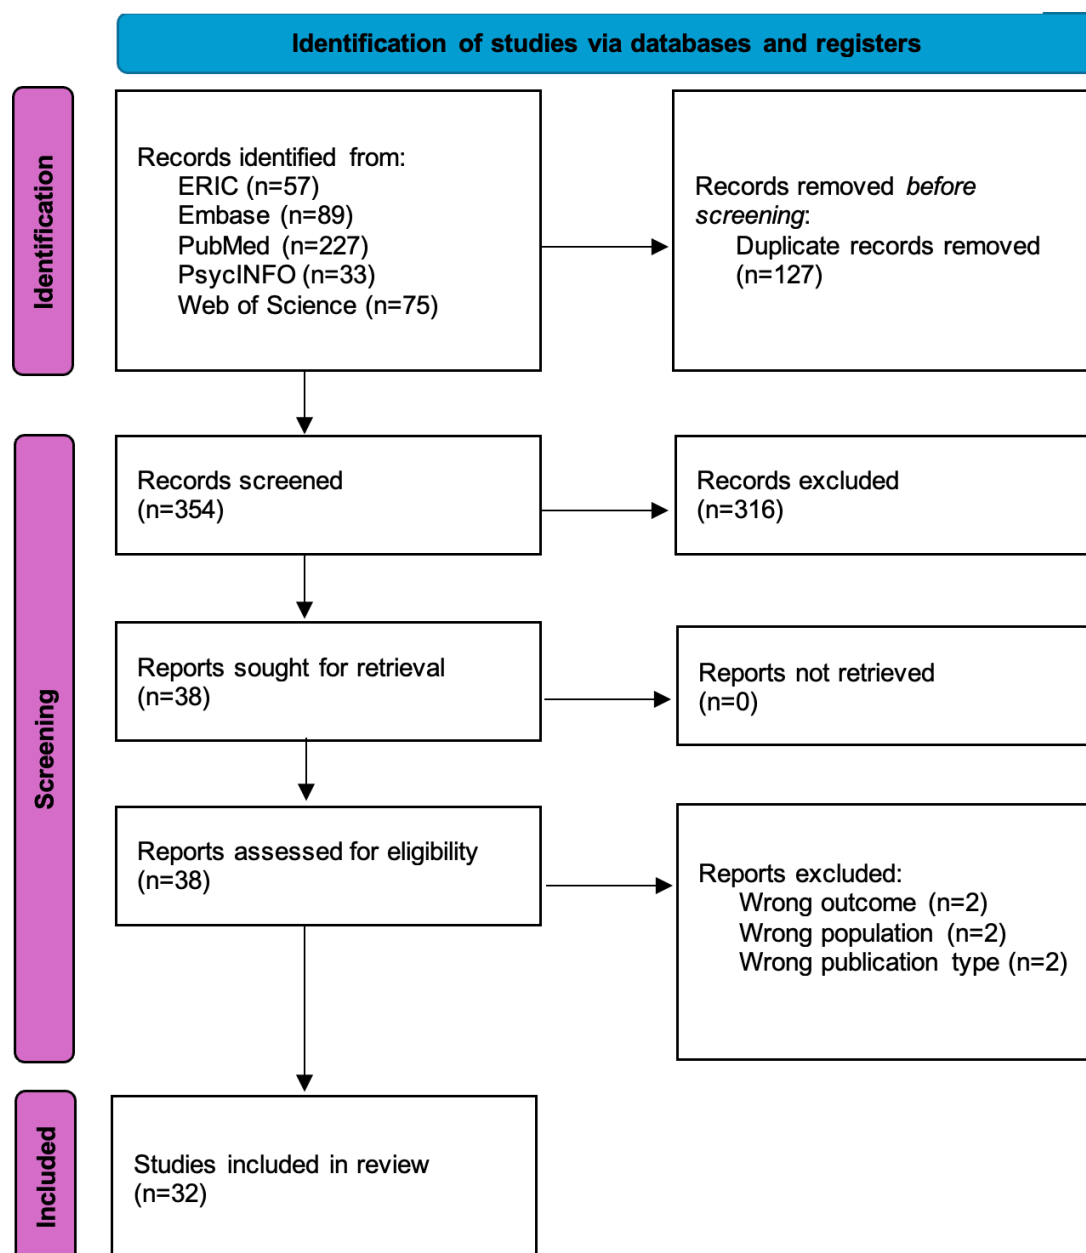 Identification of studies via databases and registers
Identification
Records identified from:
ERIC (n=57)
Embase (n=89)
PubMed (n=227)
PsycINFO (n=33)
Web of Science (n=75)
Records removed before
screening:
Duplicate records removed
(n=127)
Screening
Records screened
(n=354)
Records excluded
(n=316)
Reports sought for retrieval
(n=38)
Reports not retrieved
(n=0)
Reports assessed for eligibility
(n=38)
Reports excluded:
Wrong outcome (n=2)
Wrong population (n=2)
Wrong publication type (n=2)
Included
Studies included in review
(n=32)